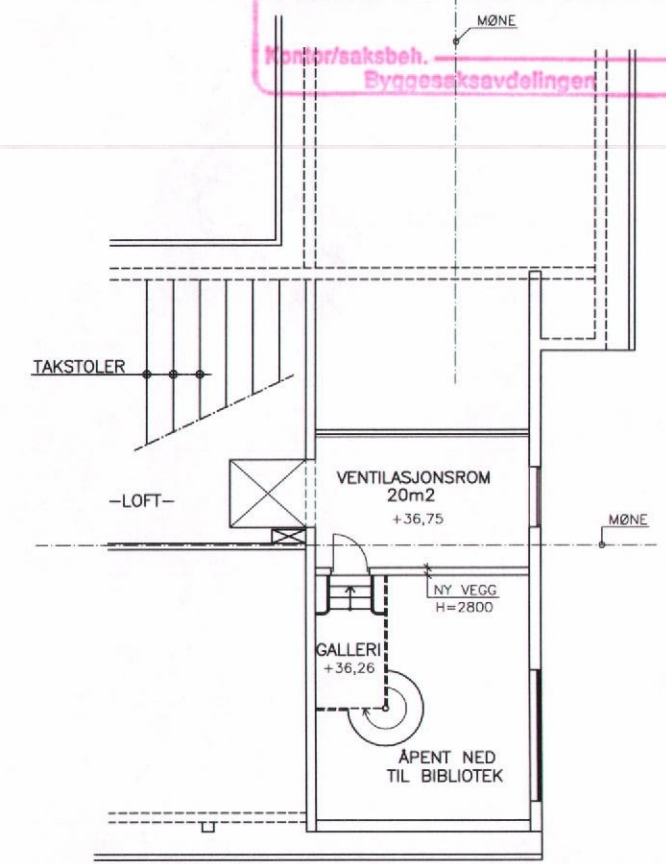 MØNE
Kontor/saksbeh.
Byggesaksavdelingen
TAKSTOLER
VENTILASJONSROM
20m2
+36,75
-LOFT-
MØNE
NY VEGG
H=2800
GALLERI
+36,26
ÅPENT NED
TIL BIBLIOTEK